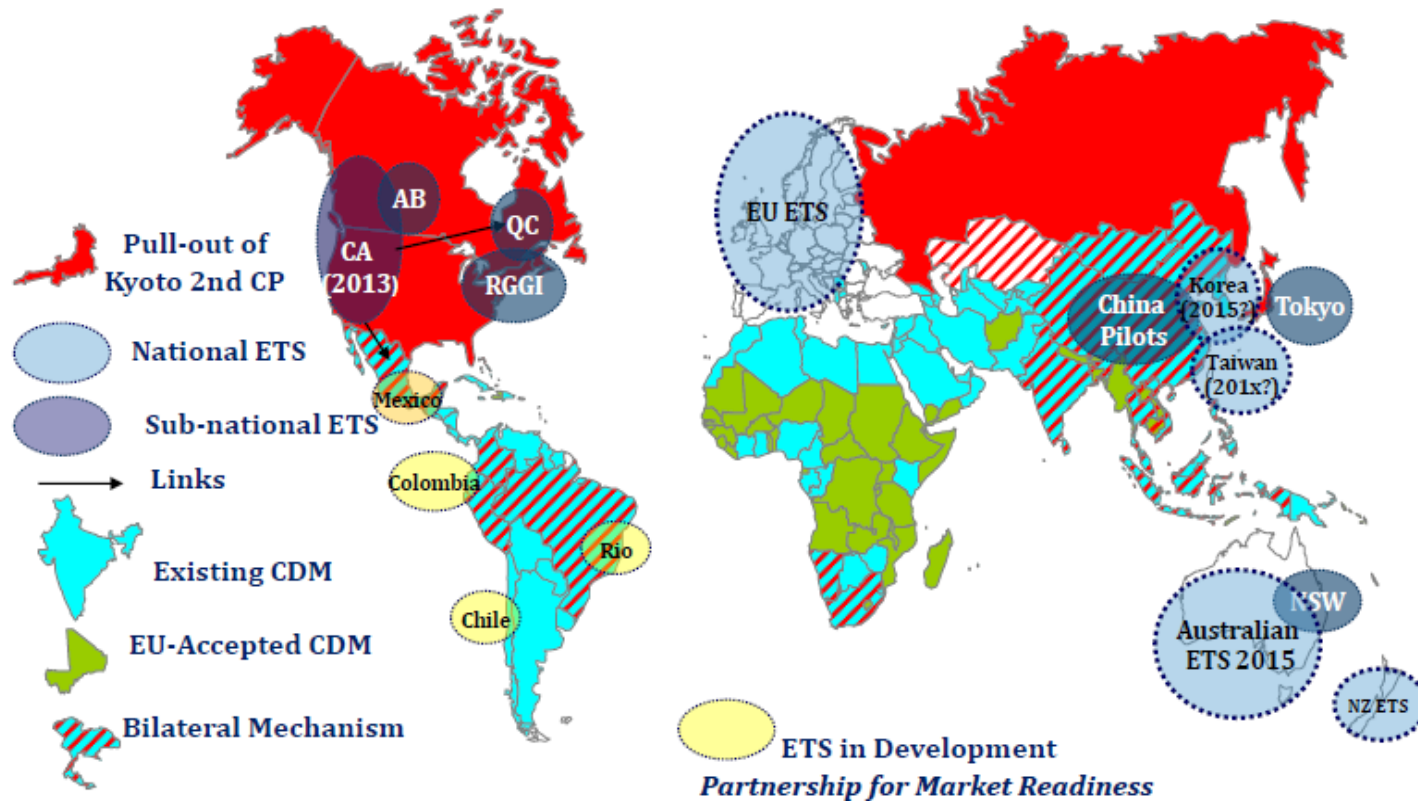 AB
QC
CA
(2013)
RGGI
Mexico
Colombia
Rio
Chile
EU ETS
China
Pilots
Korea
(2015?)
Tokyo
Taiwan
(201x?)
NSW
Australian
ETS 2015
NZ ETS
Pull-out of
Kyoto 2nd CP
National ETS
Sub-national ETS
Links
Existing CDM
EU-Accepted CDM
Bilateral Mechanism
ETS in Development
Partnership for Market Readiness